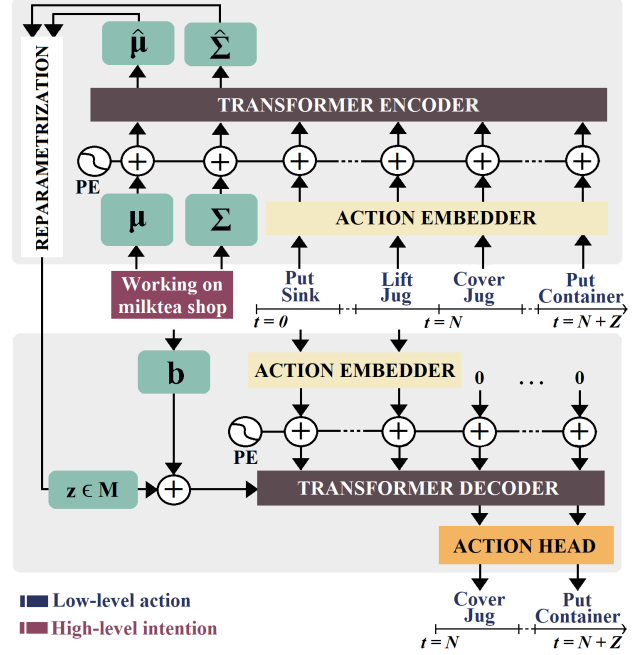 μ̂
Σ̂
REPARAMETRIZATION
TRANSFORMER ENCODER
+ + + + + +
PE
μ
Σ
ACTION EMBEDDER
Working on
milktea shop
Put
Sink
Lift
Jug
Cover
Jug
Put
Container
t = 0
t = N
t = N + Z
b
ACTION EMBEDDER
0 ... 0
+ + + +
PE
z ∈ M
+
TRANSFORMER DECODER
ACTION HEAD
Low-level action
High-level intention
Cover
Jug
Put
Container
t = N
t = N + Z